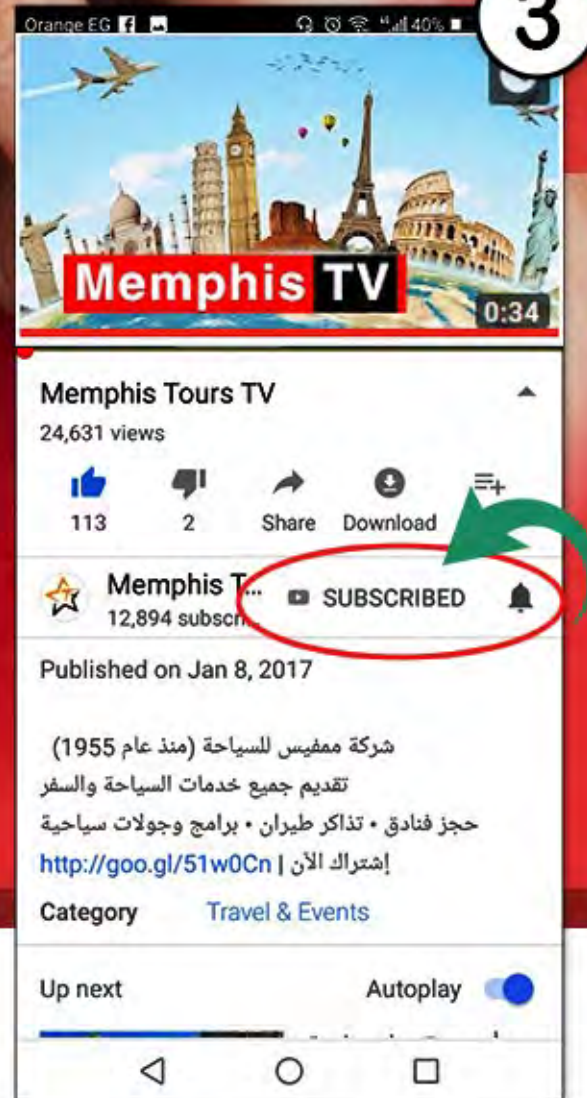 3
Orange EG 40%
Memphis TV
0:34
Memphis Tours TV
24,631 views
113 2 Share Download
Memphis T... SUBSCRIBED
12,894 subscri
Published on Jan 8, 2017
شركة ممفيس للسياحة (منذ عام 1955)
تقديم جميع خدمات السياحة والسفر
حجز فنادق • تذاكر طيران • برامج وجولات سياحية
إشتراك الآن | http://goo.gl/51w0Cn
Category Travel & Events
Up next Autoplay